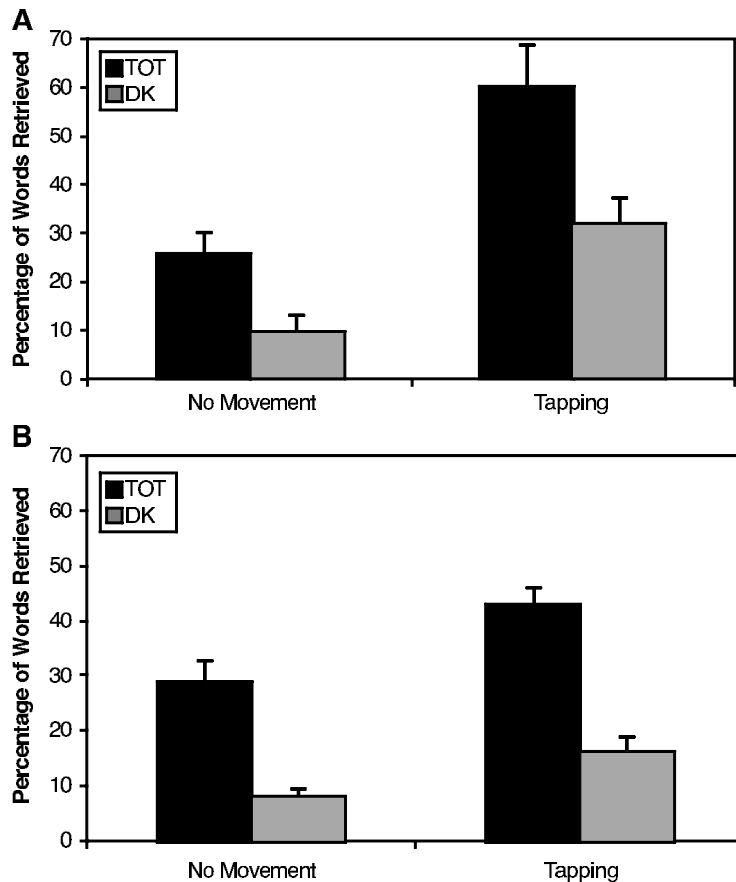 A
Percentage of Words Retrieved
70
60
50
40
30
20
10
0
TOT
DK
No Movement Tapping
B
Percentage of Words Retrieved
70
60
50
40
30
20
10
0
TOT
DK
No Movement Tapping